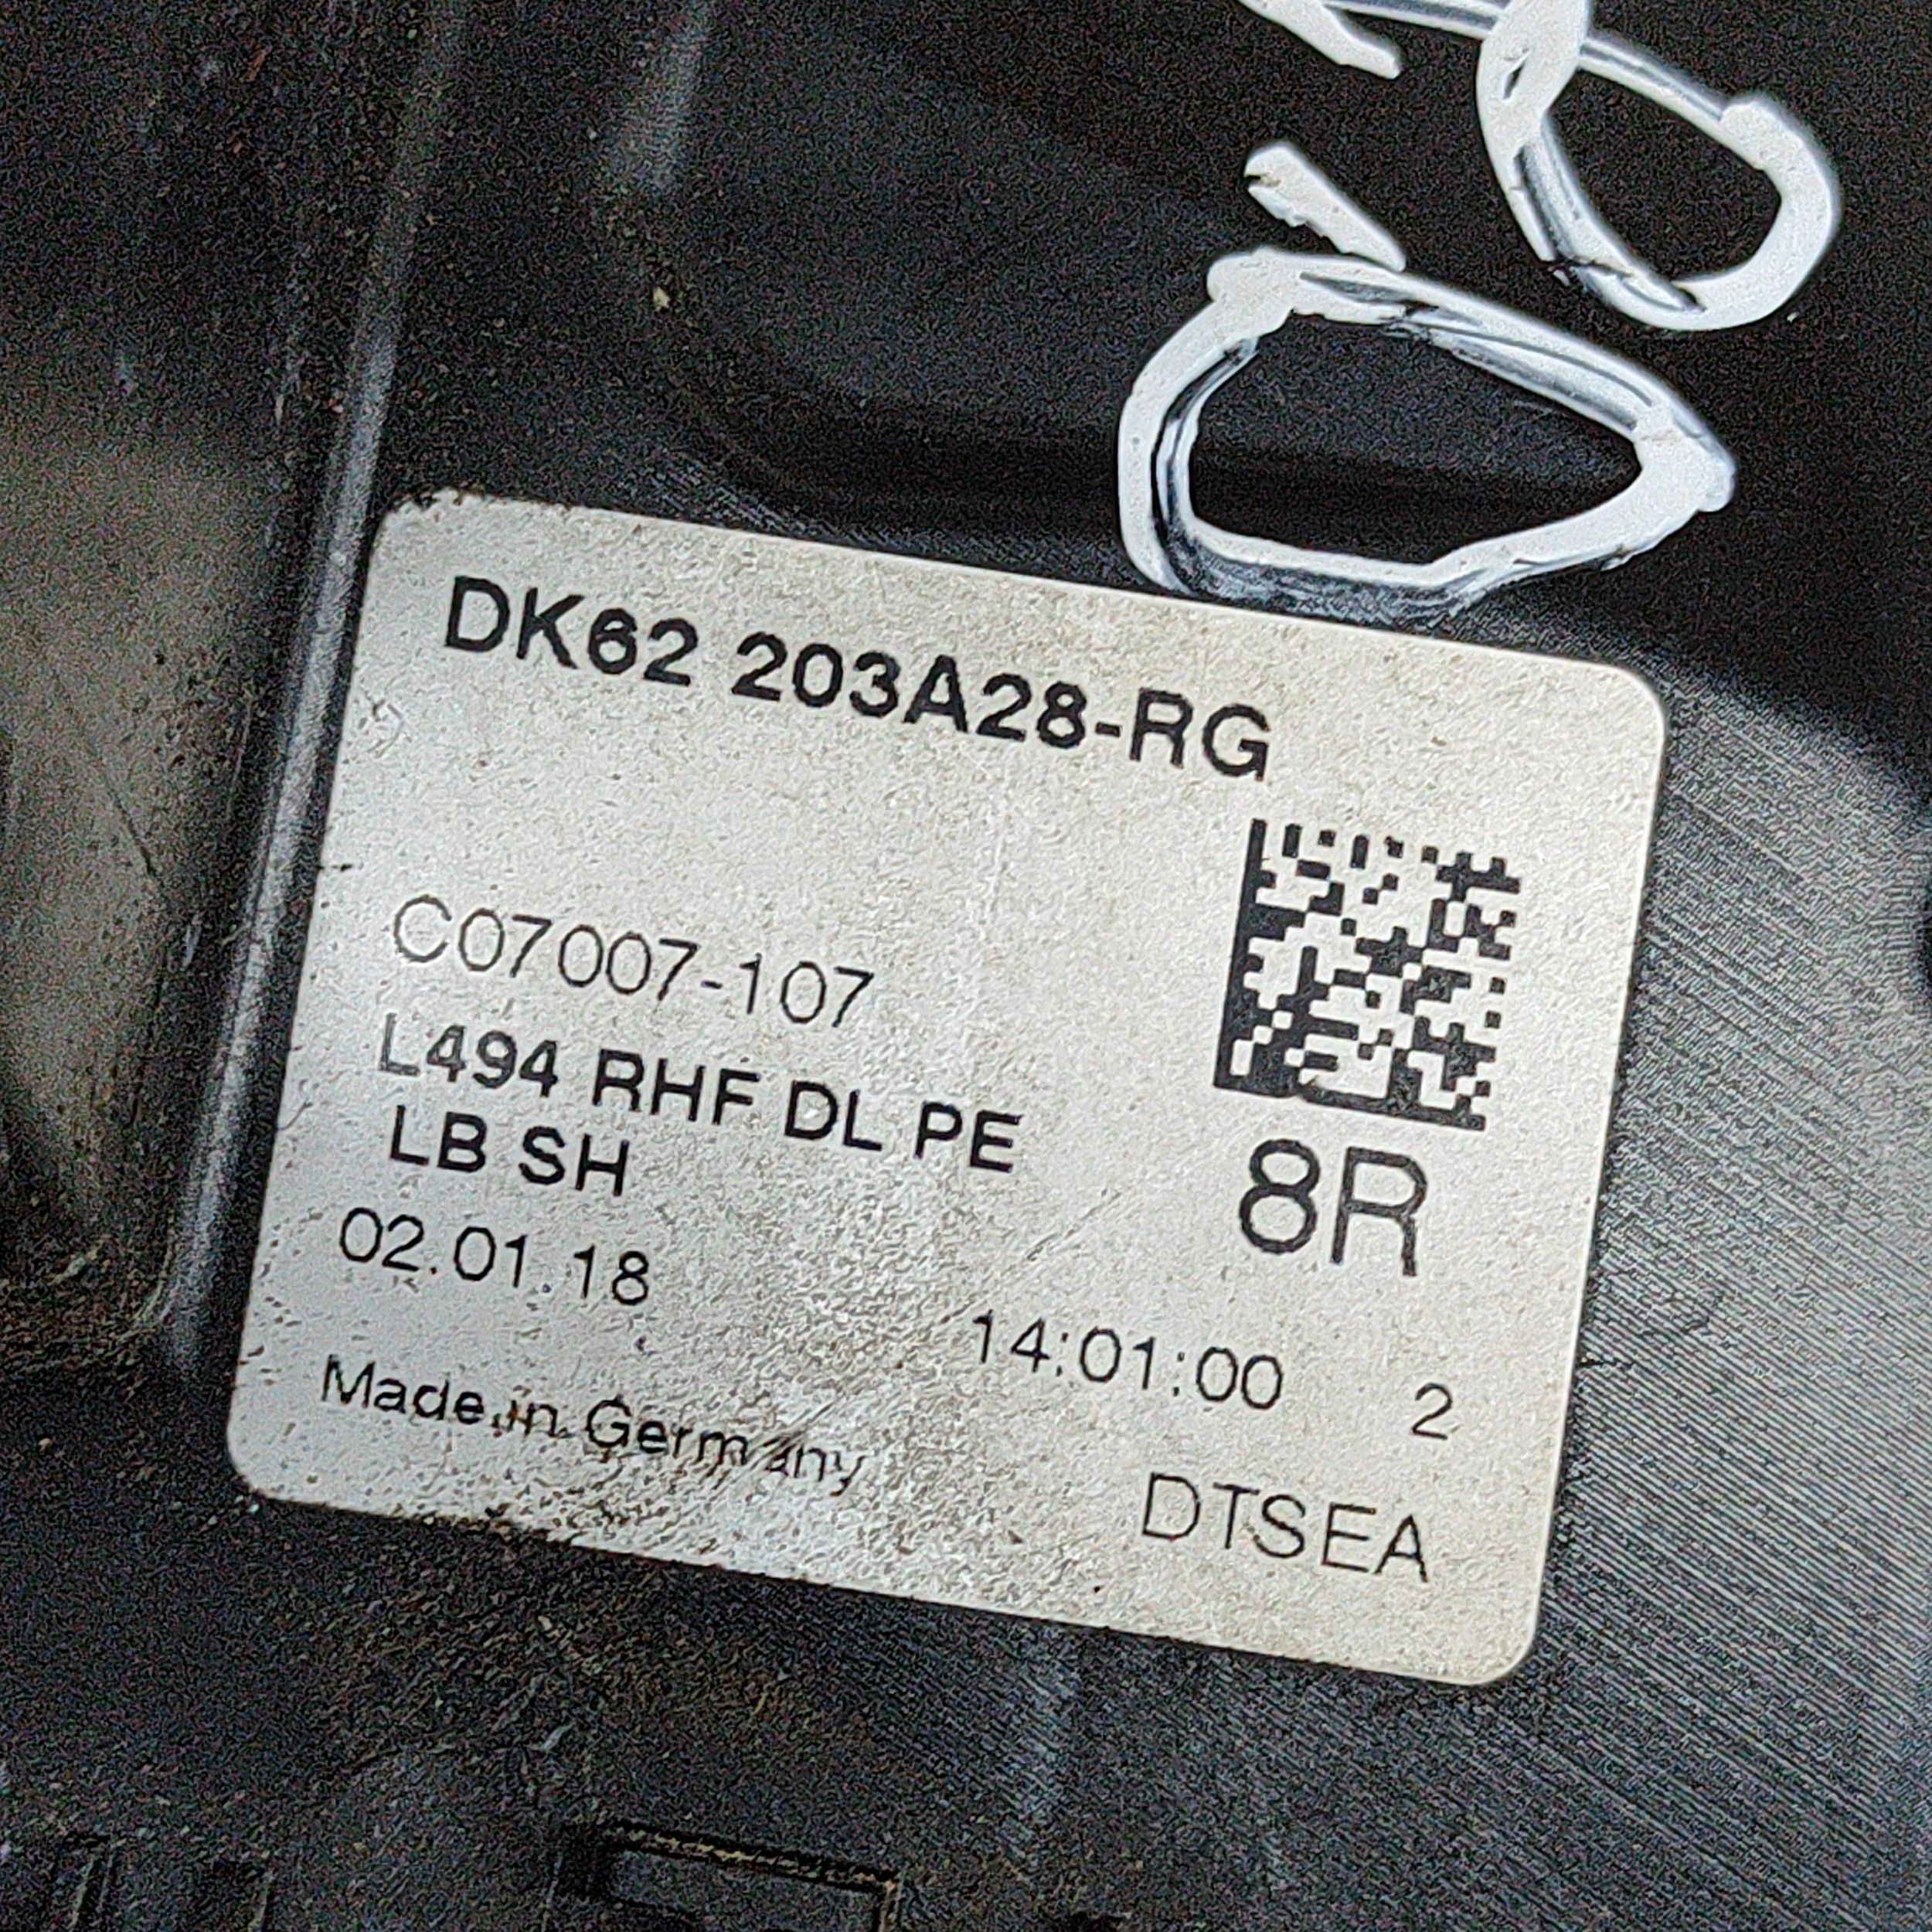 DK62 203A28-RG
C07007-107
L494 RHF DL PE
LB SH
8R
02.01.18
14:01:00 2
Made in Germany
DTSEA